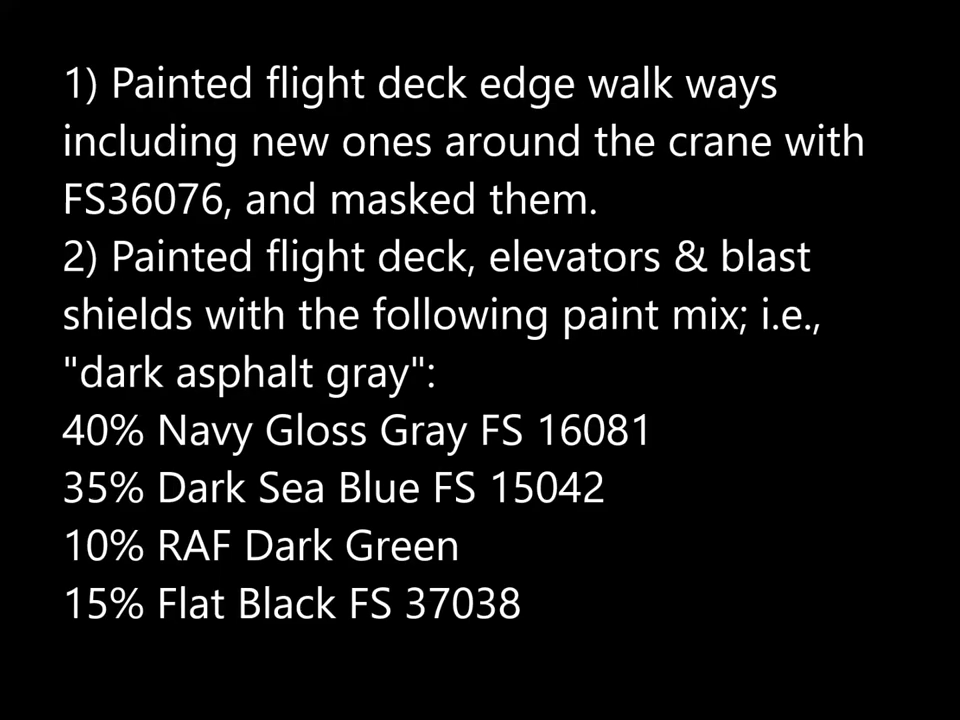 1) Painted flight deck edge walk ways
including new ones around the crane with
FS36076, and masked them.
2) Painted flight deck, elevators & blast
shields with the following paint mix; i.e.,
"dark asphalt gray":
40% Navy Gloss Gray FS 16081
35% Dark Sea Blue FS 15042
10% RAF Dark Green
15% Flat Black FS 37038